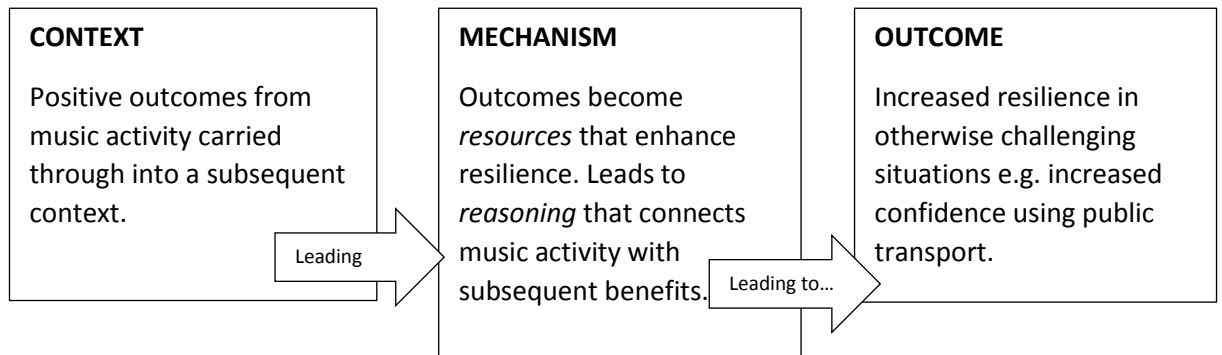 CONTEXT
Positive outcomes from
music activity carried
through into a subsequent
context.
Leading
MECHANISM
Outcomes become
resources that enhance
resilience. Leads to
reasoning that connects
music activity with
subsequent benefits.
Leading to…
OUTCOME
Increased resilience in
otherwise challenging
situations e.g. increased
confidence using public
transport.